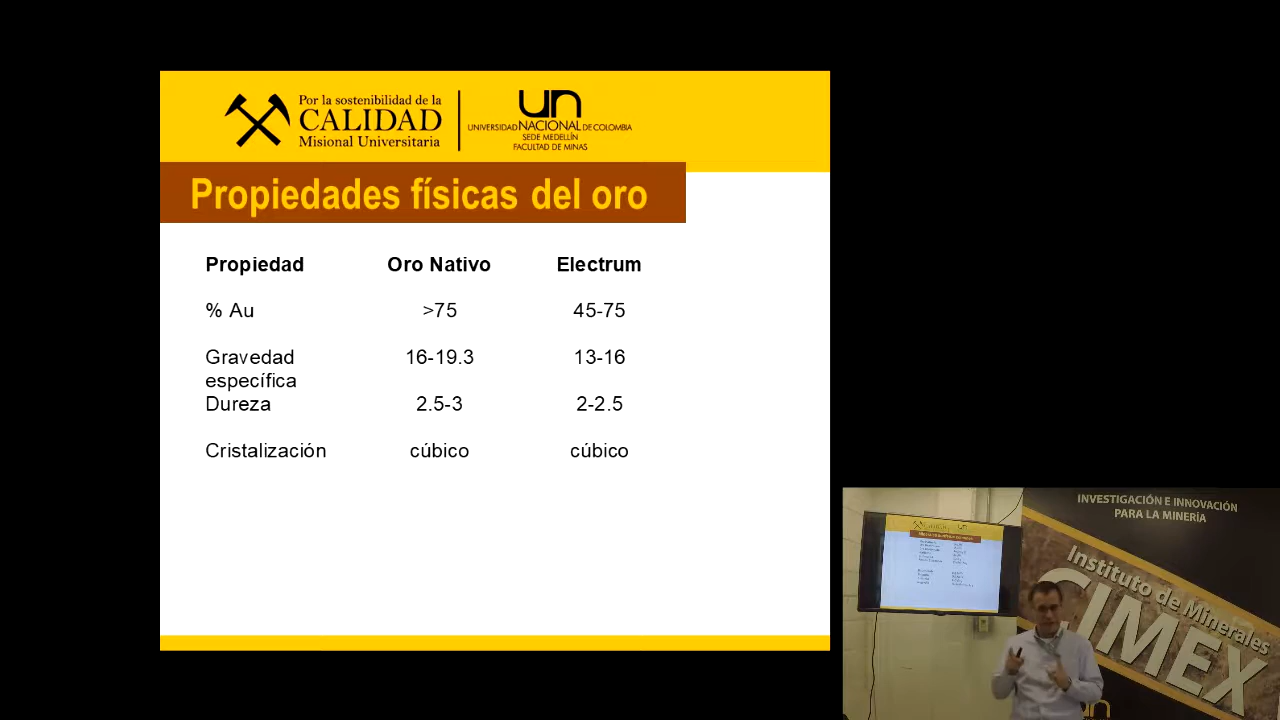 Por la sostenibilidad de la
CALIDAD
Misional Universitaria
un
UNIVERSIDAD NACIONAL DE COLOMBIA
SEDE MEDELLÍN
FACULTAD DE MINAS
Propiedades físicas del oro
Propiedad Oro Nativo Electrum
% Au >75 45-75
Gravedad 16-19.3 13-16
específica
Dureza 2.5-3 2-2.5
Cristalización cúbico cúbico
INVESTIGACIÓN E INNOVACIÓN
PARA LA MINERÍA
Instituto de Minerales
CIMEX
un